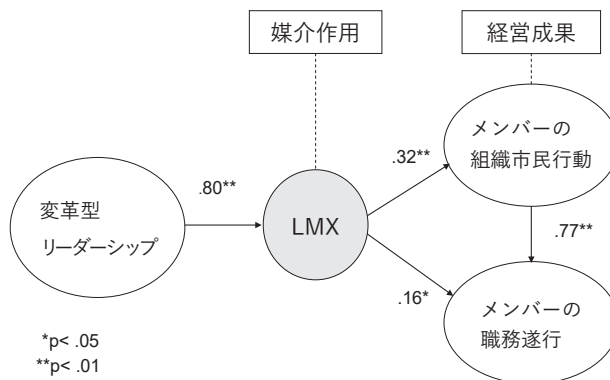 媒介作用
経営成果
メンバーの
組織市民行動
.32**
.80**
変革型
リーダーシップ
LMX
.77**
.16*
メンバーの
職務遂行
*p< .05
**p< .01